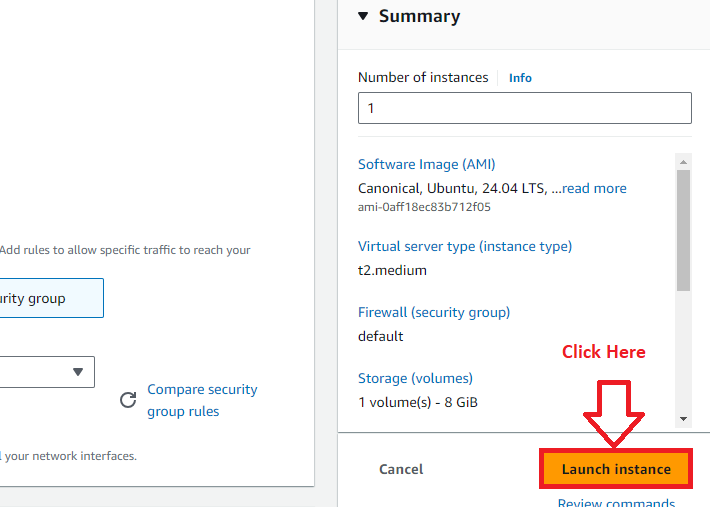 Summary
Number of instances
Info
1
Software Image (AMI)
Canonical, Ubuntu, 24.04 LTS, ...read more
ami-0aff18ec83b712f05
Add rules to allow specific traffic to reach your
Virtual server type (instance type)
t2.medium
urity group
Firewall (security group)
default
Click Here
Storage (volumes)
1 volume(s) - 8 GiB
Compare security
group rules
your network interfaces.
Cancel
Launch instance
Review commands